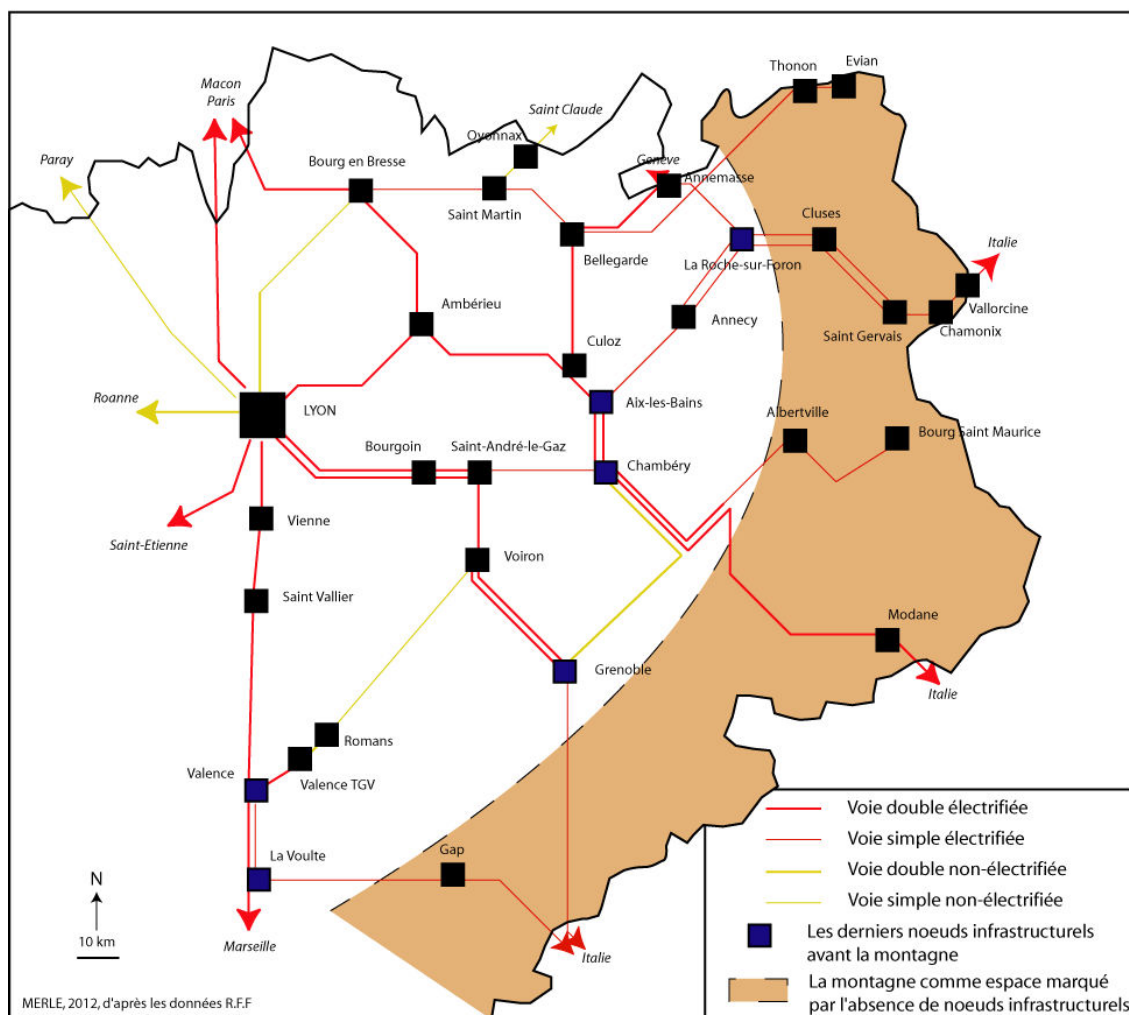 Thonon
Evian
Macon
Paris
Saint Claude
Oyonnax
Paray
Bourg en Bresse
Genève
Annemasse
Saint Martin
Cluses
Bellegarde
La Roche-sur-Foron
Italie
Vallorcine
Ambérieu
Annecy
Saint Gervais
Chamonix
Culoz
Roanne
LYON
Aix-les-Bains
Albertville
Bourg Saint Maurice
Bourgoin
Saint-André-le-Gaz
Chambéry
Vienne
Saint-Etienne
Voiron
Saint Vallier
Modane
Grenoble
Italie
Romans
Valence
Valence TGV
La Voulte
Gap
N
10 km
Marseille
Italie
Voie double électrifiée
Voie simple électrifiée
Voie double non-électrifiée
Voie simple non-électrifiée
Les derniers noeuds infrastructurels
avant la montagne
La montagne comme espace marqué
par l'absence de noeuds infrastructurels
MERLE, 2012, d'après les données R.F.F